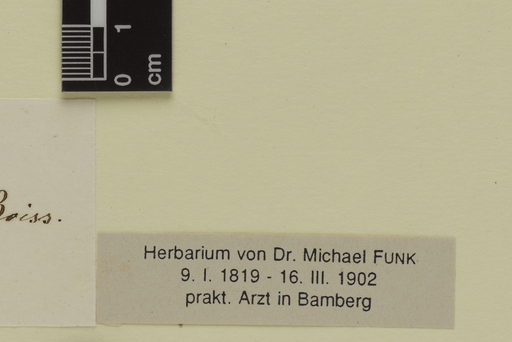 0 1
cm
Boiss.
Herbarium von Dr. Michael FUNK
9. I. 1819 - 16. III. 1902
prakt. Arzt in Bamberg